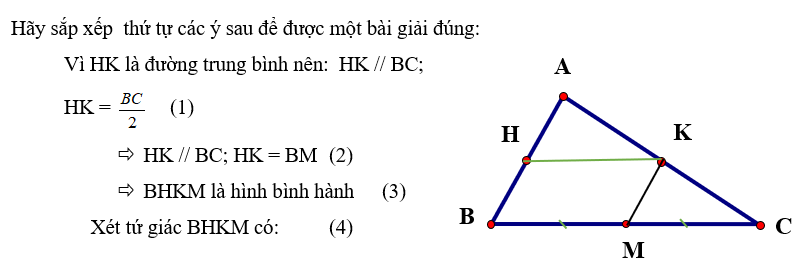 Hãy sắp xếp thứ tự các ý sau để được một bài giải đúng:
Vì HK là đường trung bình nên: HK // BC;
HK = BC/2 (1)
⇨ HK // BC; HK = BM (2)
⇨ BHKM là hình bình hành (3)
Xét tứ giác BHKM có: (4)
A
H K
B M C